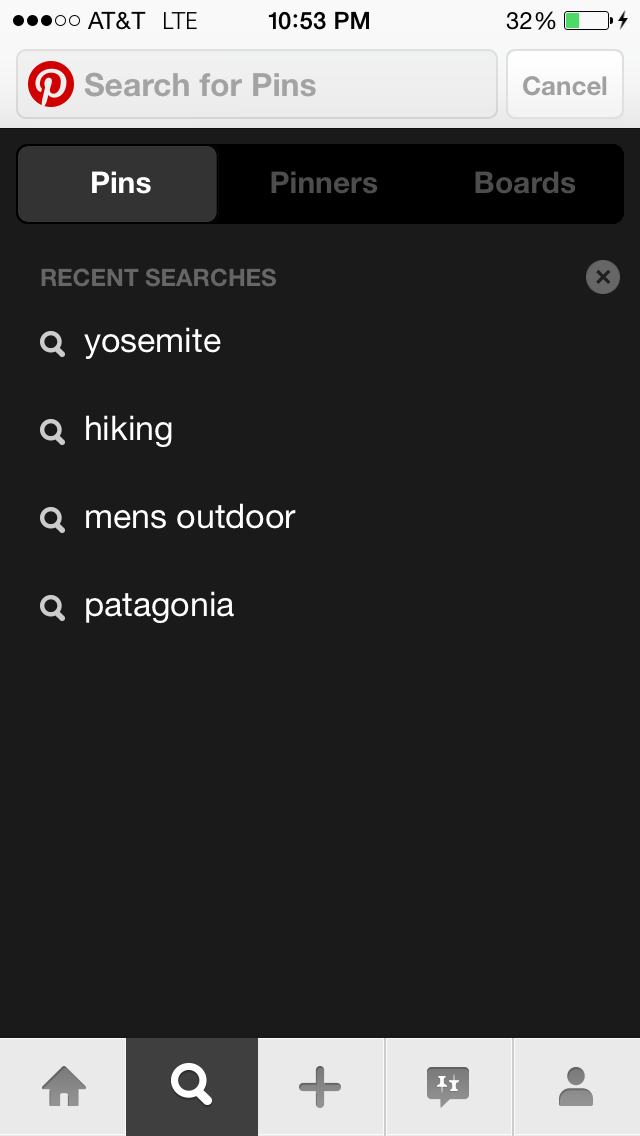 AT&T LTE 10:53 PM 32%
Search for Pins Cancel
Pins Pinners Boards
RECENT SEARCHES
yosemite
hiking
mens outdoor
patagonia